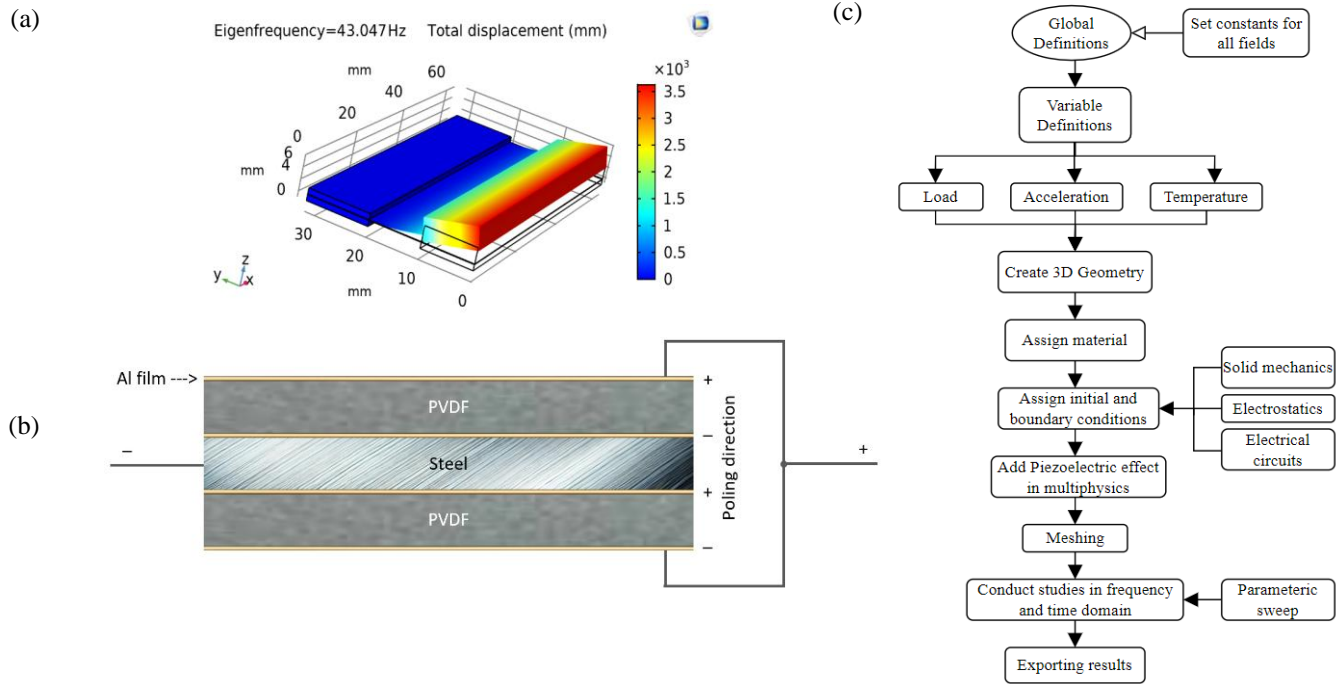 (a)
Eigenfrequency=43.047Hz Total displacement (mm)
mm
60
40
20
0
6
4
mm
0
30
20
10
0
mm
×10³
3.5
3
2.5
2
1.5
1
0.5
0
z
y
x
(b)
Al film --->
PVDF
Steel
PVDF
–
+
–
+
–
Poling direction
+
(c)
Global
Definitions
Set constants for
all fields
Variable
Definitions
Load
Acceleration
Temperature
Create 3D Geometry
Assign material
Assign initial and
boundary conditions
Solid mechanics
Electrostatics
Electrical
circuits
Add Piezoelectric effect
in multiphysics
Meshing
Conduct studies in frequency
and time domain
Parameteric
sweep
Exporting results